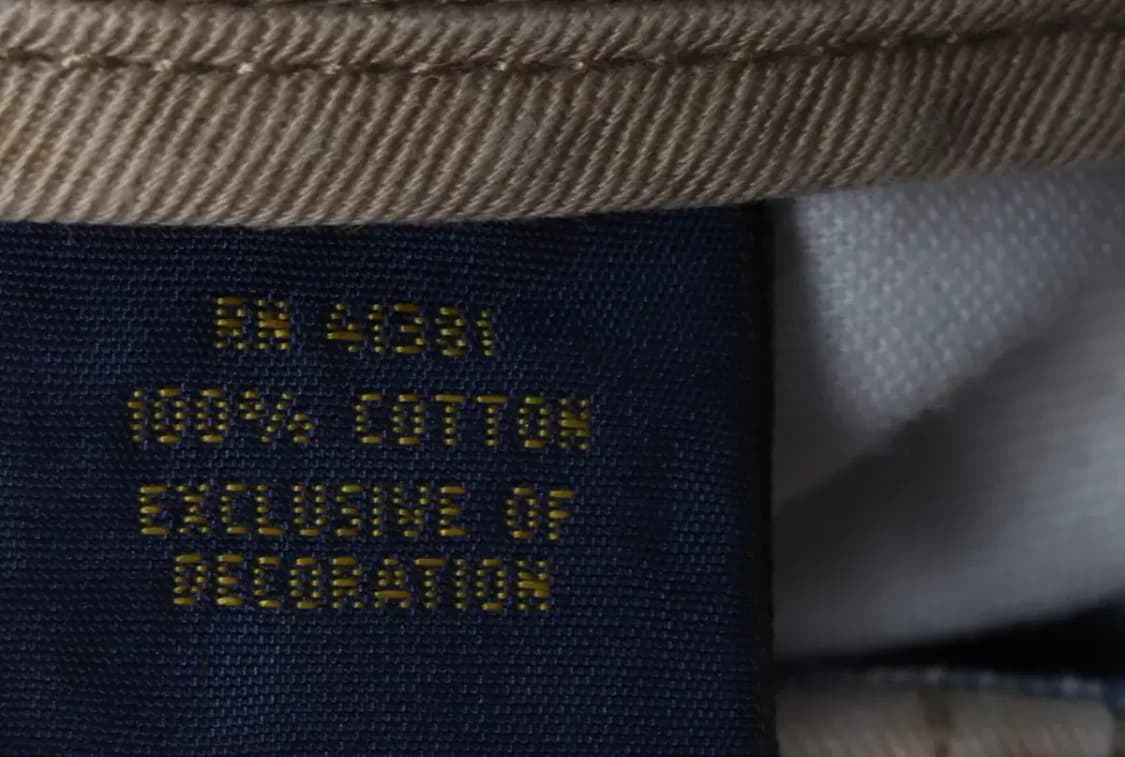 RN 41381
100% COTTON
EXCLUSIVE OF
DECORATION